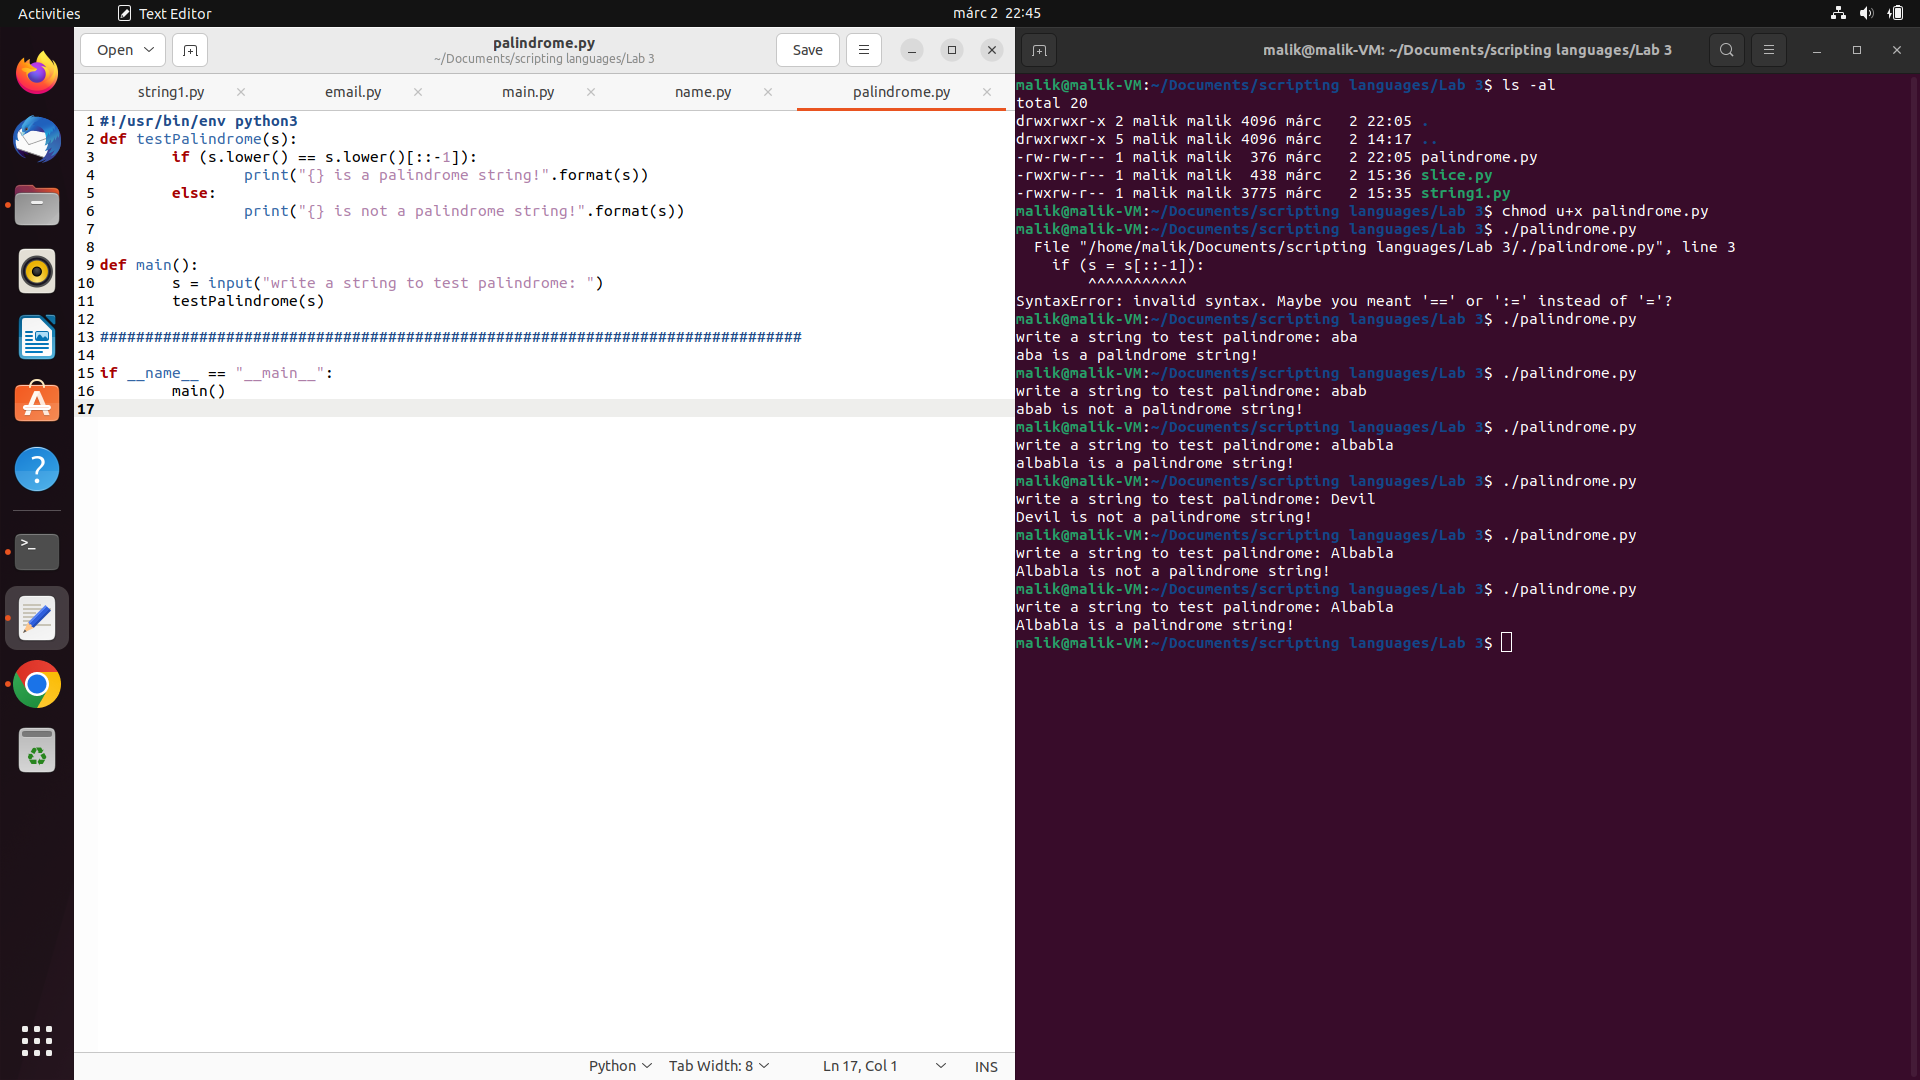 Activities
Text Editor
márc 2 22:45
Open
palindrome.py
~/Documents/scripting languages/Lab 3
Save
string1.py
email.py
main.py
name.py
palindrome.py
1 #!/usr/bin/env python3
2 def testPalindrome(s):
3 if (s.lower() == s.lower()[::-1]):
4 print("{} is a palindrome string!".format(s))
5 else:
6 print("{} is not a palindrome string!".format(s))
7
8
9 def main():
10 s = input("write a string to test palindrome: ")
11 testPalindrome(s)
12
13 ##############################################################################
14
15 if __name__ == "__main__":
16 main()
17
Python
Tab Width: 8
Ln 17, Col 1
INS
malik@malik-VM: ~/Documents/scripting languages/Lab 3
malik@malik-VM:~/Documents/scripting languages/Lab 3$ ls -al
total 20
drwxrwxr-x 2 malik malik 4096 márc 2 22:05 .
drwxrwxr-x 5 malik malik 4096 márc 2 14:17 ..
-rw-rw-r-- 1 malik malik 376 márc 2 22:05 palindrome.py
-rwxrw-r-- 1 malik malik 438 márc 2 15:36 slice.py
-rwxrw-r-- 1 malik malik 3775 márc 2 15:35 string1.py
malik@malik-VM:~/Documents/scripting languages/Lab 3$ chmod u+x palindrome.py
malik@malik-VM:~/Documents/scripting languages/Lab 3$ ./palindrome.py
File "/home/malik/Documents/scripting languages/Lab 3/./palindrome.py", line 3
if (s = s[::-1]):
^^^^^^^^^^^
SyntaxError: invalid syntax. Maybe you meant '==' or ':=' instead of '='?
malik@malik-VM:~/Documents/scripting languages/Lab 3$ ./palindrome.py
write a string to test palindrome: aba
aba is a palindrome string!
malik@malik-VM:~/Documents/scripting languages/Lab 3$ ./palindrome.py
write a string to test palindrome: abab
abab is not a palindrome string!
malik@malik-VM:~/Documents/scripting languages/Lab 3$ ./palindrome.py
write a string to test palindrome: albabla
albabla is a palindrome string!
malik@malik-VM:~/Documents/scripting languages/Lab 3$ ./palindrome.py
write a string to test palindrome: Devil
Devil is not a palindrome string!
malik@malik-VM:~/Documents/scripting languages/Lab 3$ ./palindrome.py
write a string to test palindrome: Albabla
Albabla is not a palindrome string!
malik@malik-VM:~/Documents/scripting languages/Lab 3$ ./palindrome.py
write a string to test palindrome: Albabla
Albabla is a palindrome string!
malik@malik-VM:~/Documents/scripting languages/Lab 3$